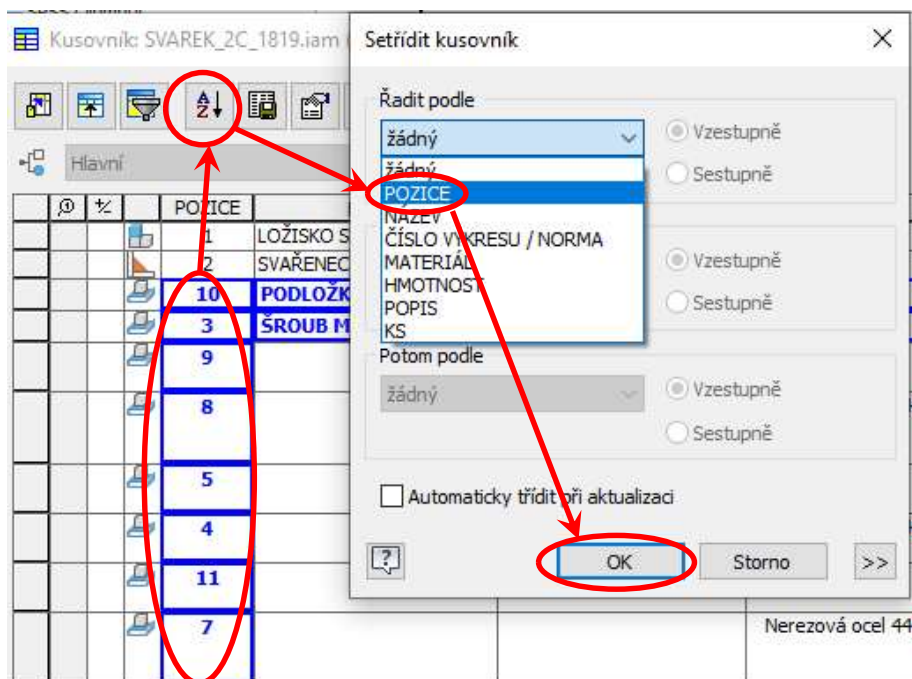 Kusovník: SVAREK_2C_1819.iam
Setřídit kusovník
Řadit podle
žádný
Vzestupně
Sestupně
žádný
POZICE
NÁZEV
ČÍSLO VÝKRESU / NORMA
MATERIÁL
HMOTNOST
POPIS
KS
Vzestupně
Sestupně
Potom podle
žádný
Vzestupně
Sestupně
Automaticky třídit při aktualizaci
OK
Storno
>>
Hlavní
POZICE
1 LOŽISKO S
2 SVAŘENEC
10 PODLOŽK
3 ŠROUB M
9
8
5
4
11
7 Nerezová ocel 44